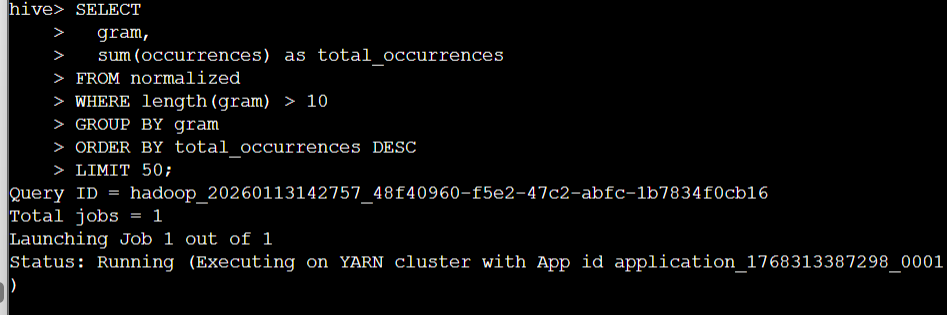 hive> SELECT
    >   gram,
    >   sum(occurrences) as total_occurrences
    > FROM normalized
    > WHERE length(gram) > 10
    > GROUP BY gram
    > ORDER BY total_occurrences DESC
    > LIMIT 50;
Query ID = hadoop_20260113142757_48f40960-f5e2-47c2-abfc-1b7834f0cb16
Total jobs = 1
Launching Job 1 out of 1
Status: Running (Executing on YARN cluster with App id application_1768313387298_0001
)